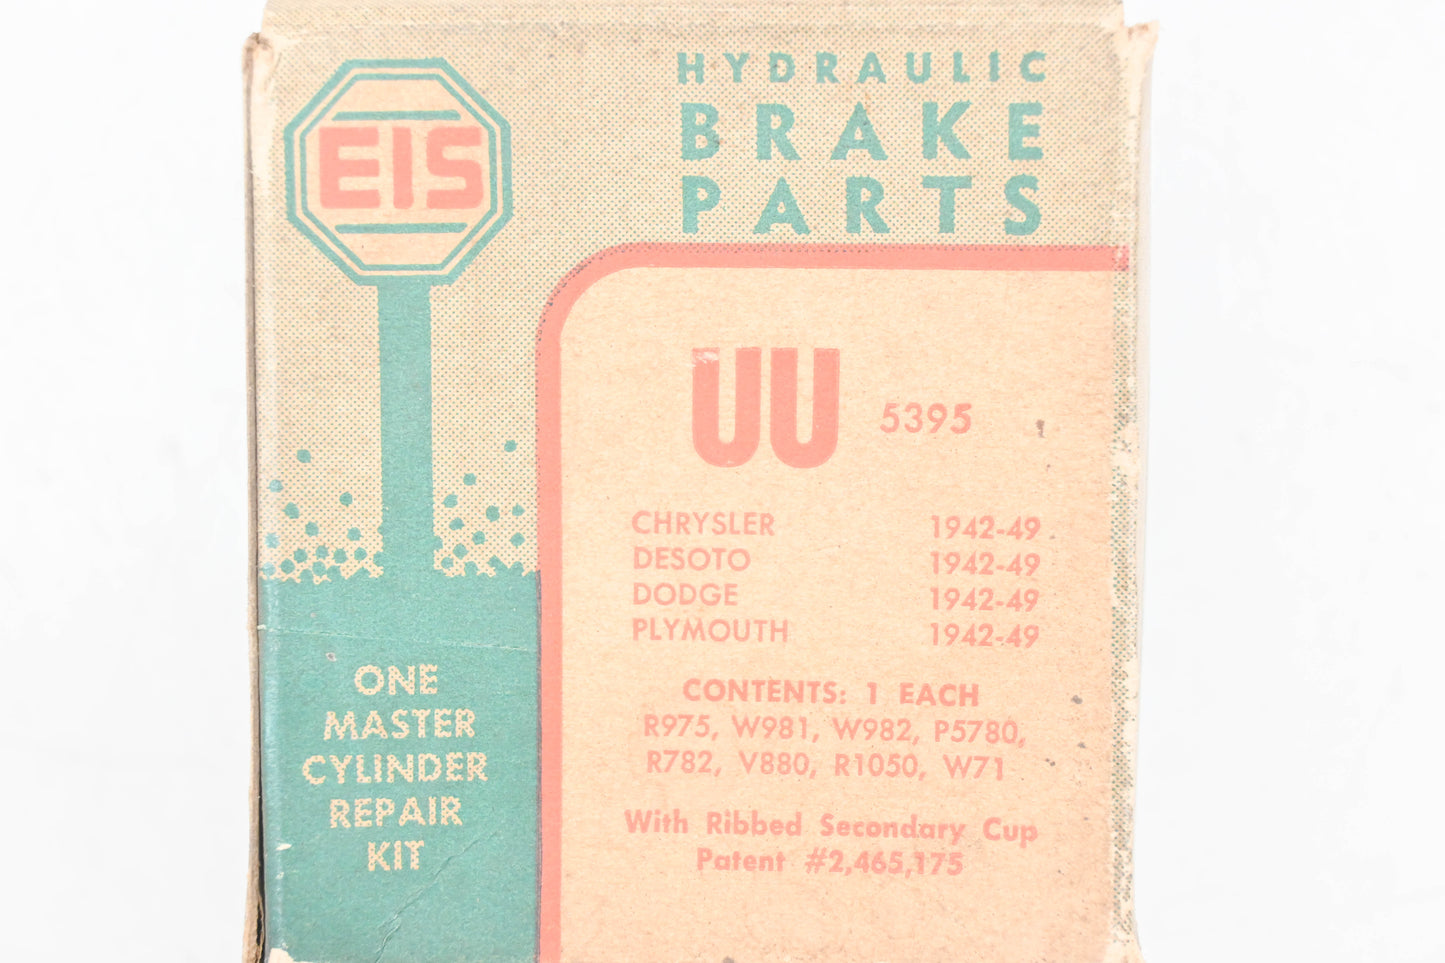 EIS
HYDRAULIC
BRAKE
PARTS
UU 5395
CHRYSLER 1942-49
DESOTO 1942-49
DODGE 1942-49
PLYMOUTH 1942-49
CONTENTS: 1 EACH
R975, W981, W982, P5780,
R782, V880, R1050, W71
With Ribbed Secondary Cup
Patent #2,465,175
ONE
MASTER
CYLINDER
REPAIR
KIT